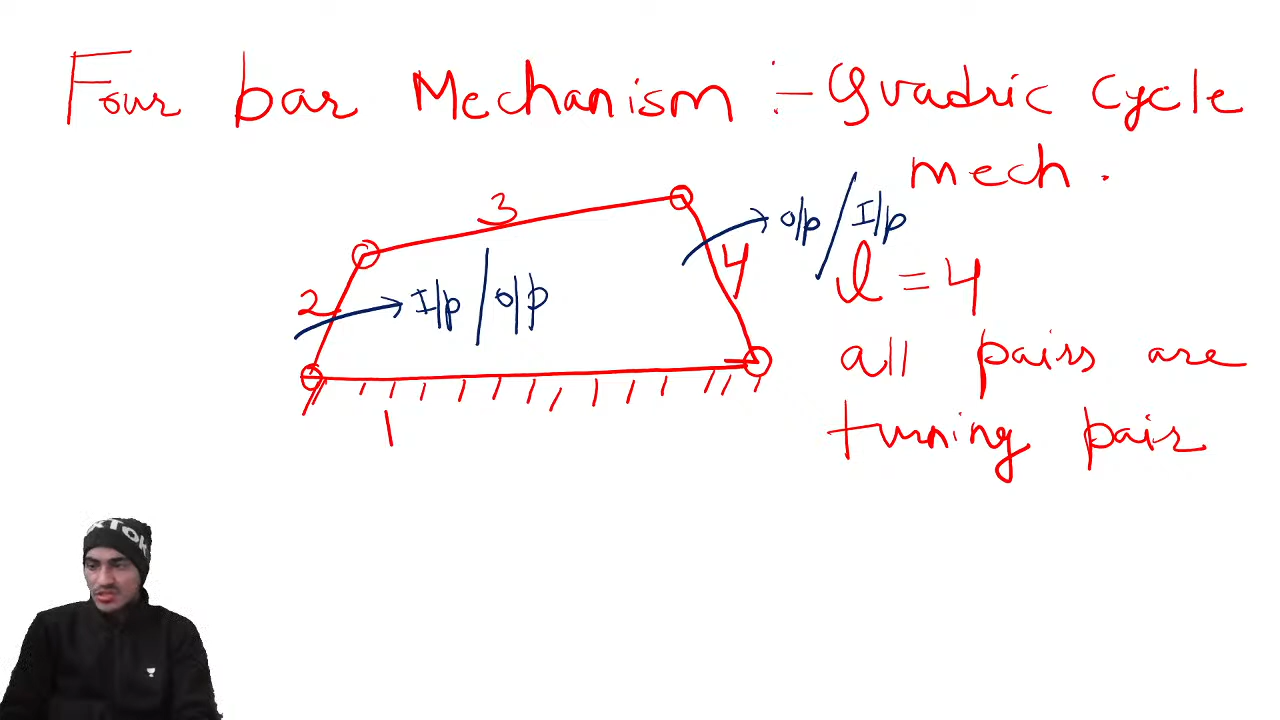 Four bar Mechanism :- Quadric cycle
mech.
3
O/p / I/p
2
I/p / O/p
4
l = 4
all pairs are
turning pair
1